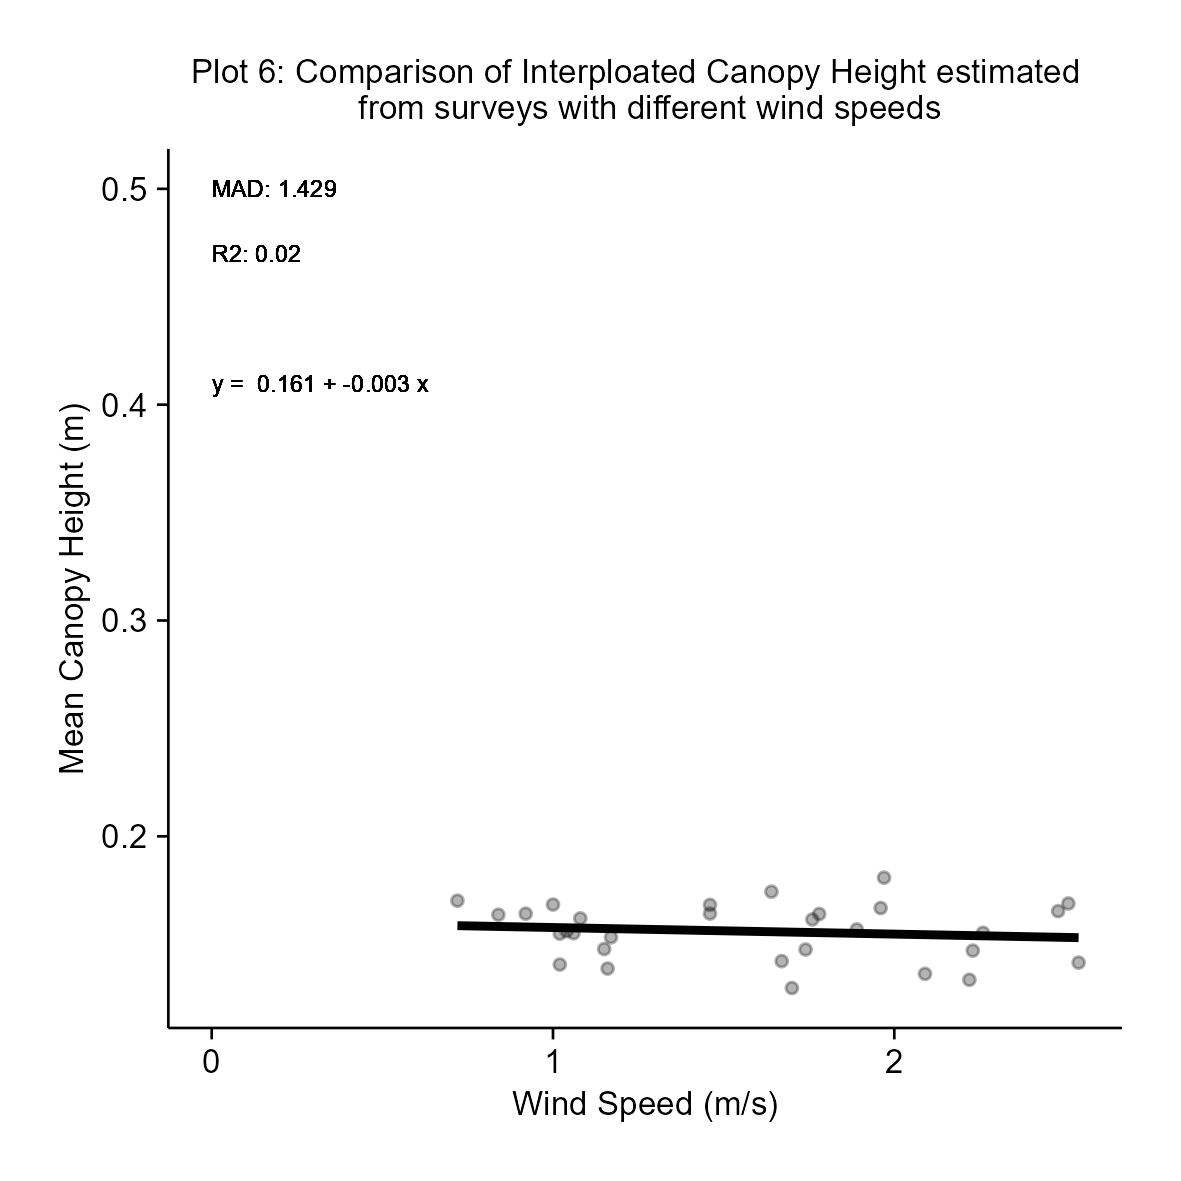 Plot 6: Comparison of Interploated Canopy Height estimated
from surveys with different wind speeds
MAD: 1.429
R2: 0.02
y =  0.161 + -0.003 x
Mean Canopy Height (m)
0.5
0.4
0.3
0.2
0
1
2
Wind Speed (m/s)